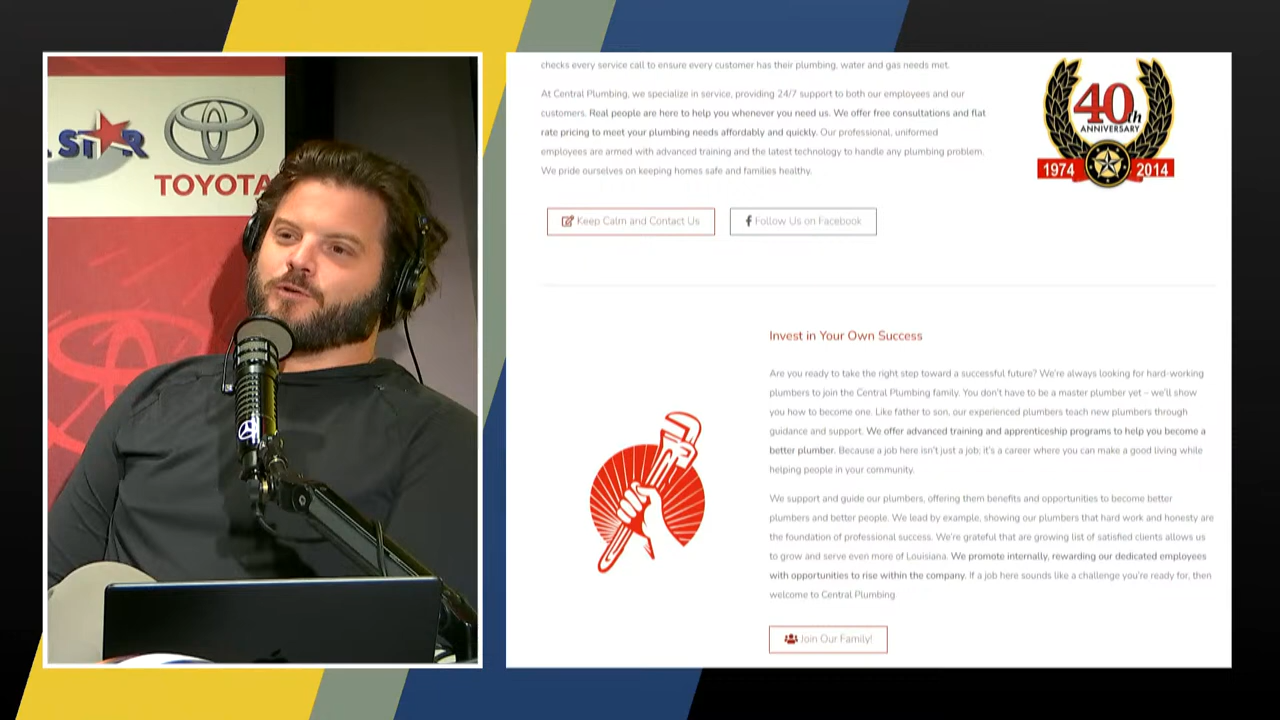 STAR
TOYOTA
checks every service call to ensure every customer has their plumbing, water and gas needs met.
At Central Plumbing, we specialize in service, providing 24/7 support to both our employees and our
customers. Real people are here to help you whenever you need us. We offer free consultations and flat
rate pricing to meet your plumbing needs affordably and quickly. Our professional, uniformed
employees are armed with advanced training and the latest technology to handle any plumbing problem.
We pride ourselves on keeping homes safe and families healthy.
40th
ANNIVERSARY
1974 2014
Keep Calm and Contact Us
Follow Us on Facebook
Invest in Your Own Success
Are you ready to take the right step toward a successful future? We're always looking for hard-working
plumbers to join the Central Plumbing family. You don't have to be a master plumber yet – we'll show
you how to become one. Like father to son, our experienced plumbers teach new plumbers through
guidance and support. We offer advanced training and apprenticeship programs to help you become a
better plumber. Because a job here isn't just a job; it's a career where you can make a good living while
helping people in your community.
We support and guide our plumbers, offering them benefits and opportunities to become better
plumbers and better people. We lead by example, showing our plumbers that hard work and honesty are
the foundation of professional success. We're grateful that are growing list of satisfied clients allows us
to grow and serve even more of Louisiana. We promote internally, rewarding our dedicated employees
with opportunities to rise within the company. If a job here sounds like a challenge you're ready for, then
welcome to Central Plumbing.
Join Our Family!